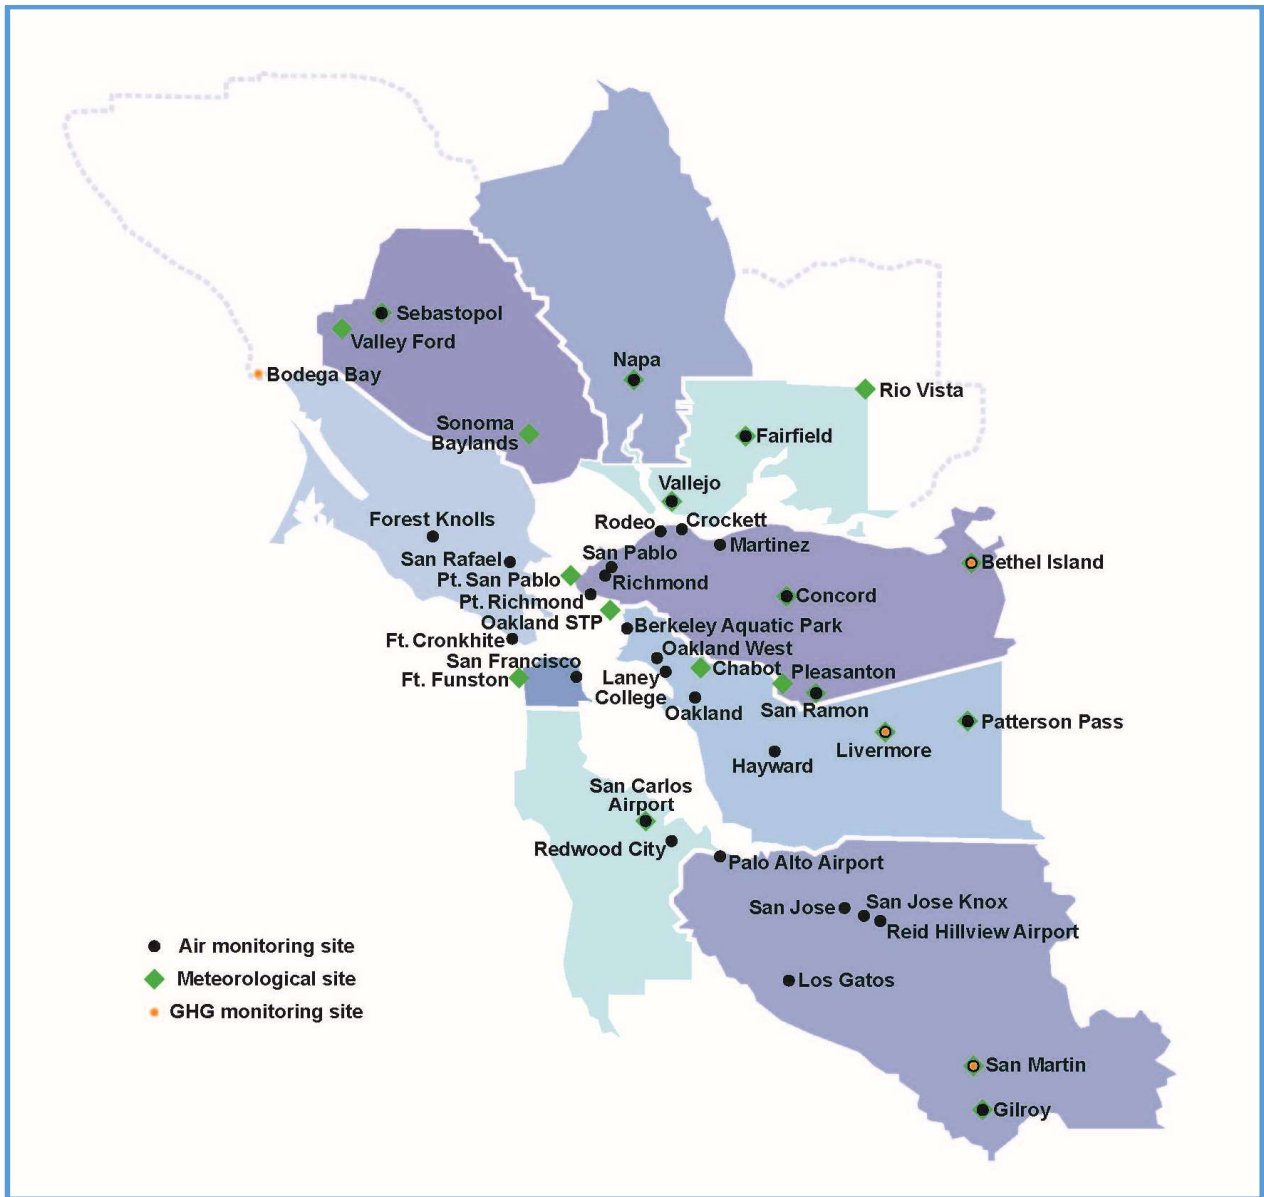 Sebastopol
Valley Ford
Bodega Bay
Napa
Rio Vista
Sonoma
Baylands
Fairfield
Vallejo
Forest Knolls
Rodeo
Crockett
San Rafael
San Pablo
Martinez
Pt. San Pablo
Richmond
Bethel Island
Pt. Richmond
Concord
Oakland STP
Berkeley Aquatic Park
Ft. Cronkhite
Oakland West
San Francisco
Chabot
Pleasanton
Ft. Funston
Laney
College
Oakland
San Ramon
Patterson Pass
Livermore
Hayward
San Carlos
Airport
Redwood City
Palo Alto Airport
San Jose
San Jose Knox
Reid Hillview Airport
Los Gatos
San Martin
Gilroy
Air monitoring site
Meteorological site
GHG monitoring site